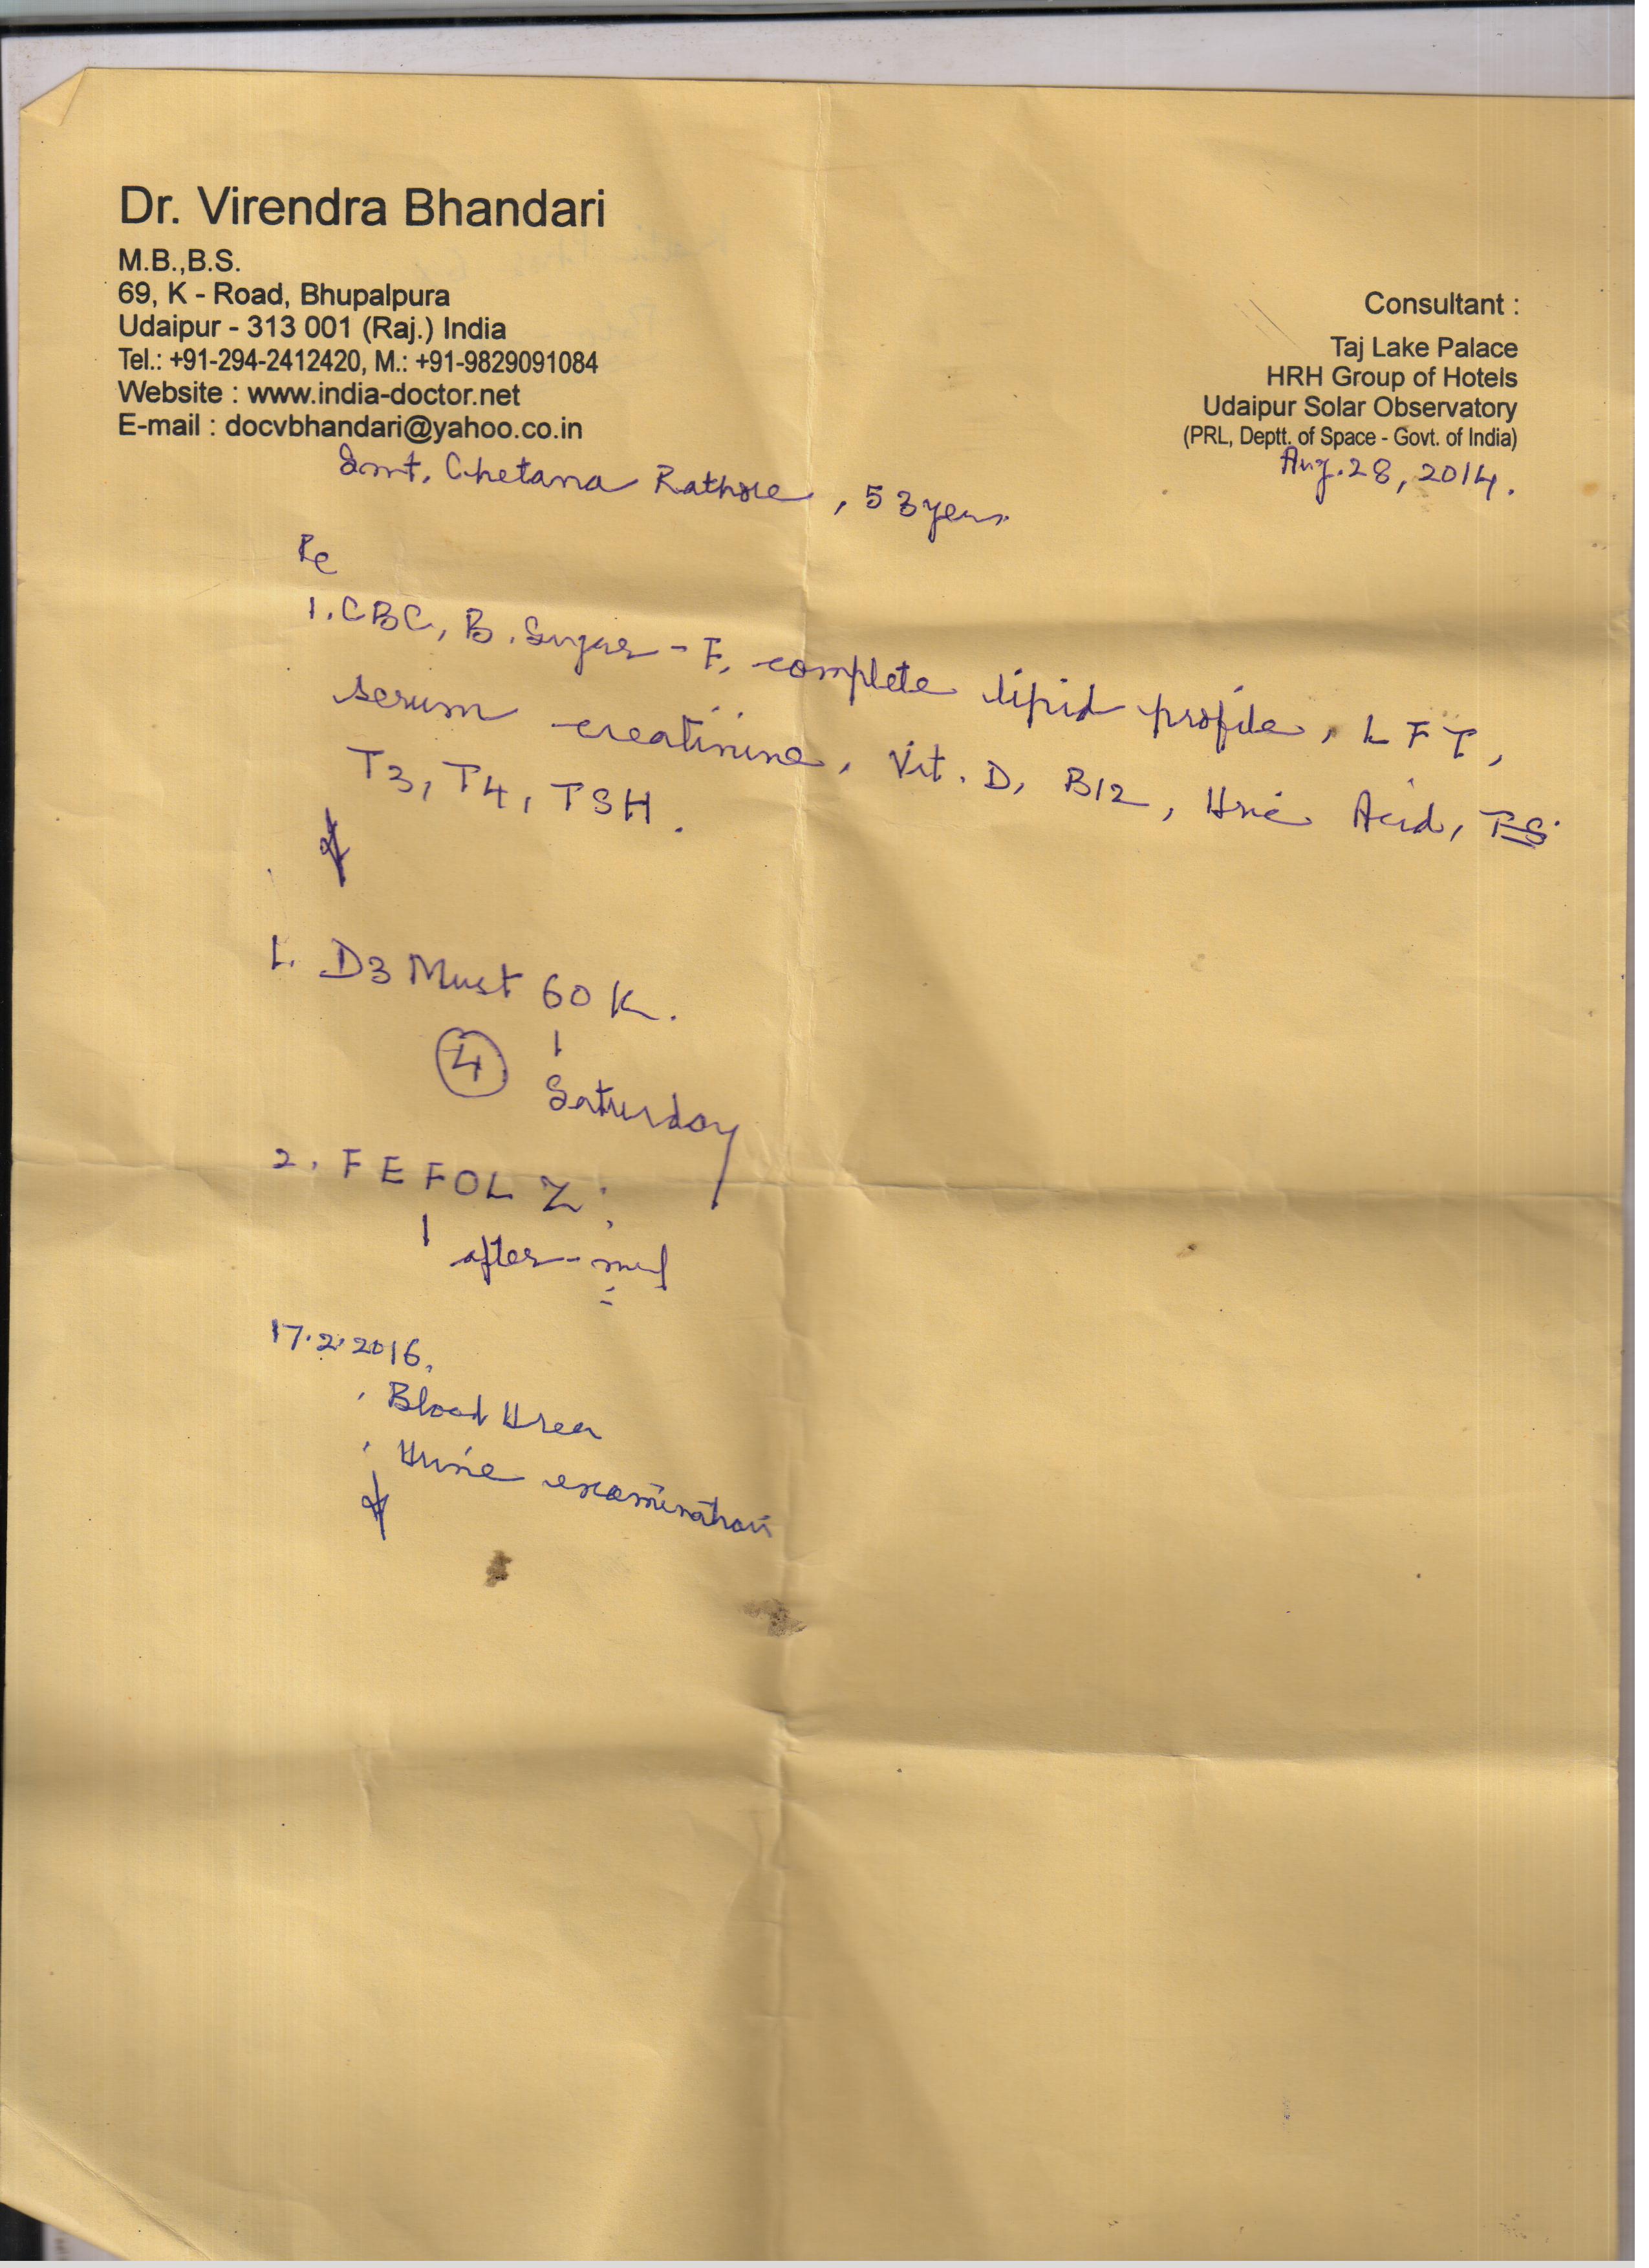 Dr. Virendra Bhandari
M.B.,B.S.
69, K - Road, Bhupalpura
Udaipur - 313 001 (Raj.) India
Tel.: +91-294-2412420, M.: +91-9829091084
Website : www.india-doctor.net
E-mail : docvbhandari@yahoo.co.in
Consultant :
Taj Lake Palace
HRH Group of Hotels
Udaipur Solar Observatory
(PRL, Deptt. of Space - Govt. of India)
Aug. 28, 2014.
Smt. Chetana Rathore, 53 years
1. CBC, B. Sugar - F, complete lipid profile, LFT,
serum creatinine, Vit. D, B12, Uric Acid,
T3, T4, TSH.
1. D3 Must 60 K.
4 1
Saturday
2. FEFOL Z
1 after-meal
17.2.2016.
Blood Urea
Urine examination